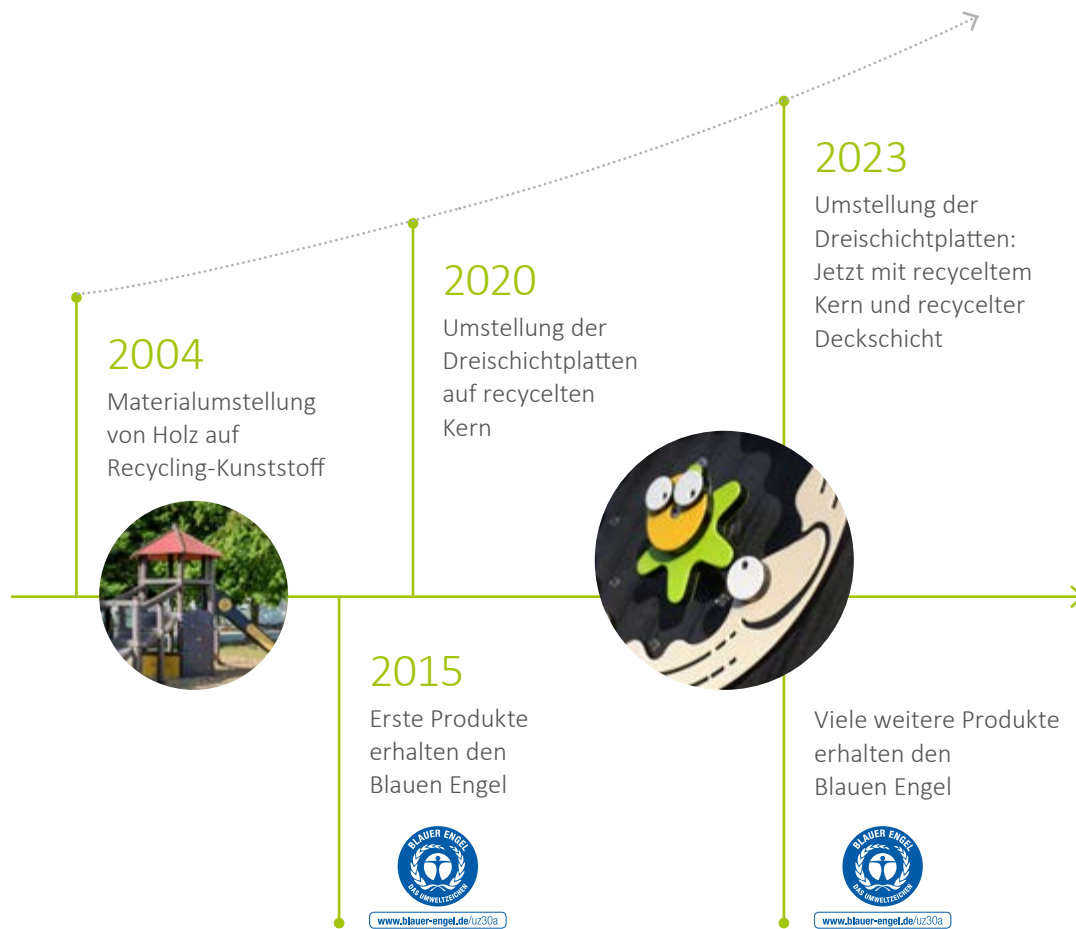 2004
Materialumstellung
von Holz auf
Recycling-Kunststoff
2015
Erste Produkte
erhalten den
Blauen Engel
BLAUER ENGEL
DAS UMWELTZEICHEN
www.blauer-engel.de/uz30a
2020
Umstellung der
Dreischichtplatten
auf recycelten
Kern
2023
Umstellung der
Dreischichtplatten:
Jetzt mit recyceltem
Kern und recycelter
Deckschicht
Viele weitere Produkte
erhalten den
Blauen Engel
BLAUER ENGEL
DAS UMWELTZEICHEN
www.blauer-engel.de/uz30a